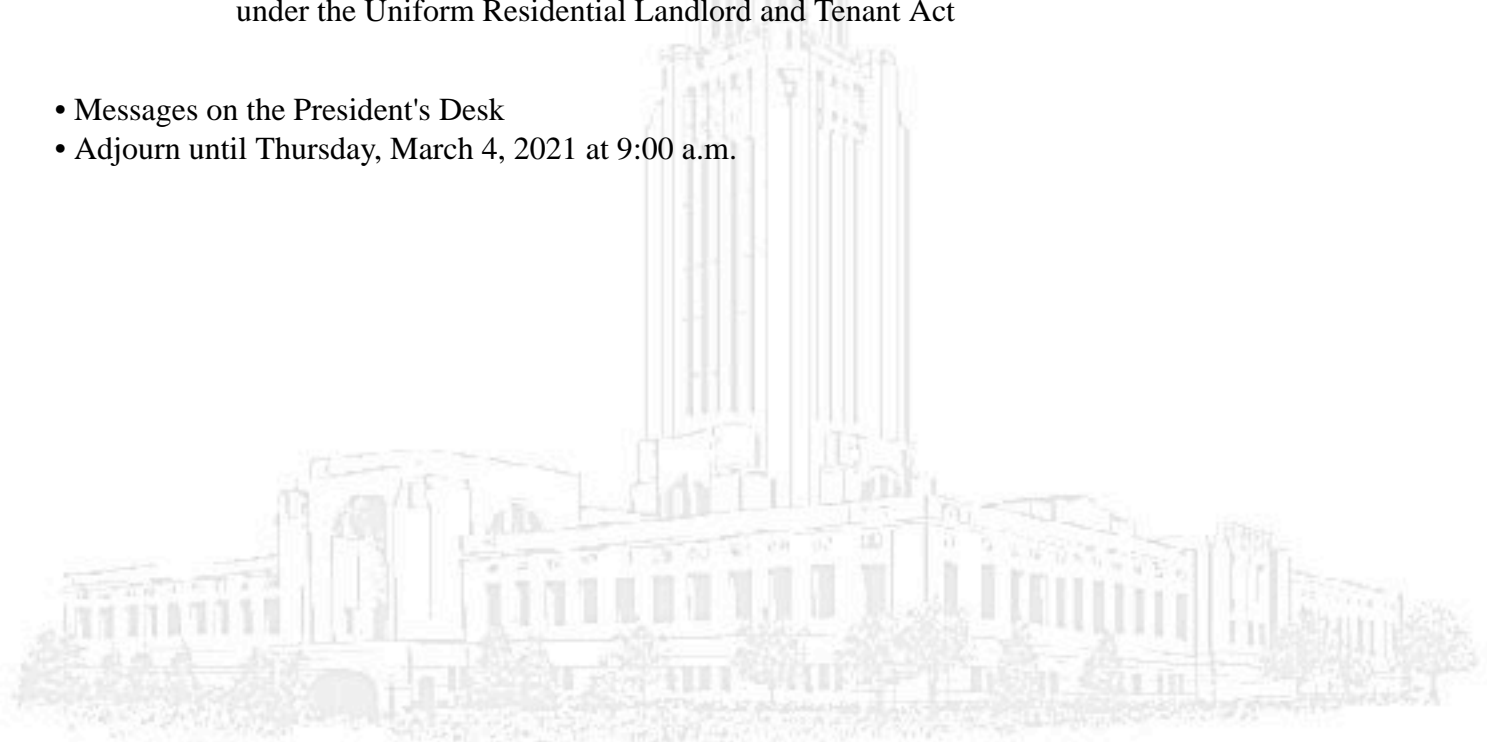 under the Uniform Residential Landlord and Tenant Act
• Messages on the President's Desk
• Adjourn until Thursday, March 4, 2021 at 9:00 a.m.